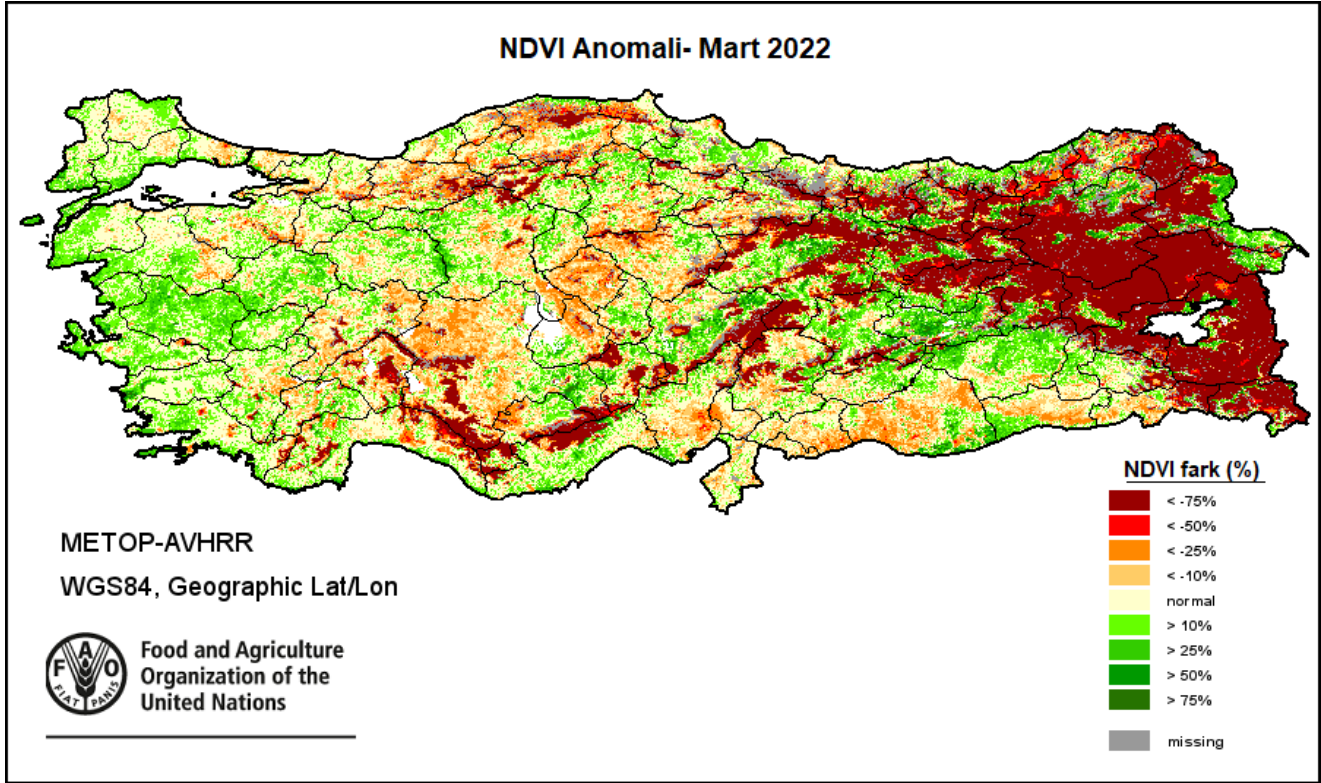 NDVI Anomali- Mart 2022
NDVI fark (%)
< -75%
< -50%
< -25%
< -10%
normal
> 10%
> 25%
> 50%
> 75%
missing
METOP-AVHRR
WGS84, Geographic Lat/Lon
F A O
FIAT PANIS
Food and Agriculture
Organization of the
United Nations